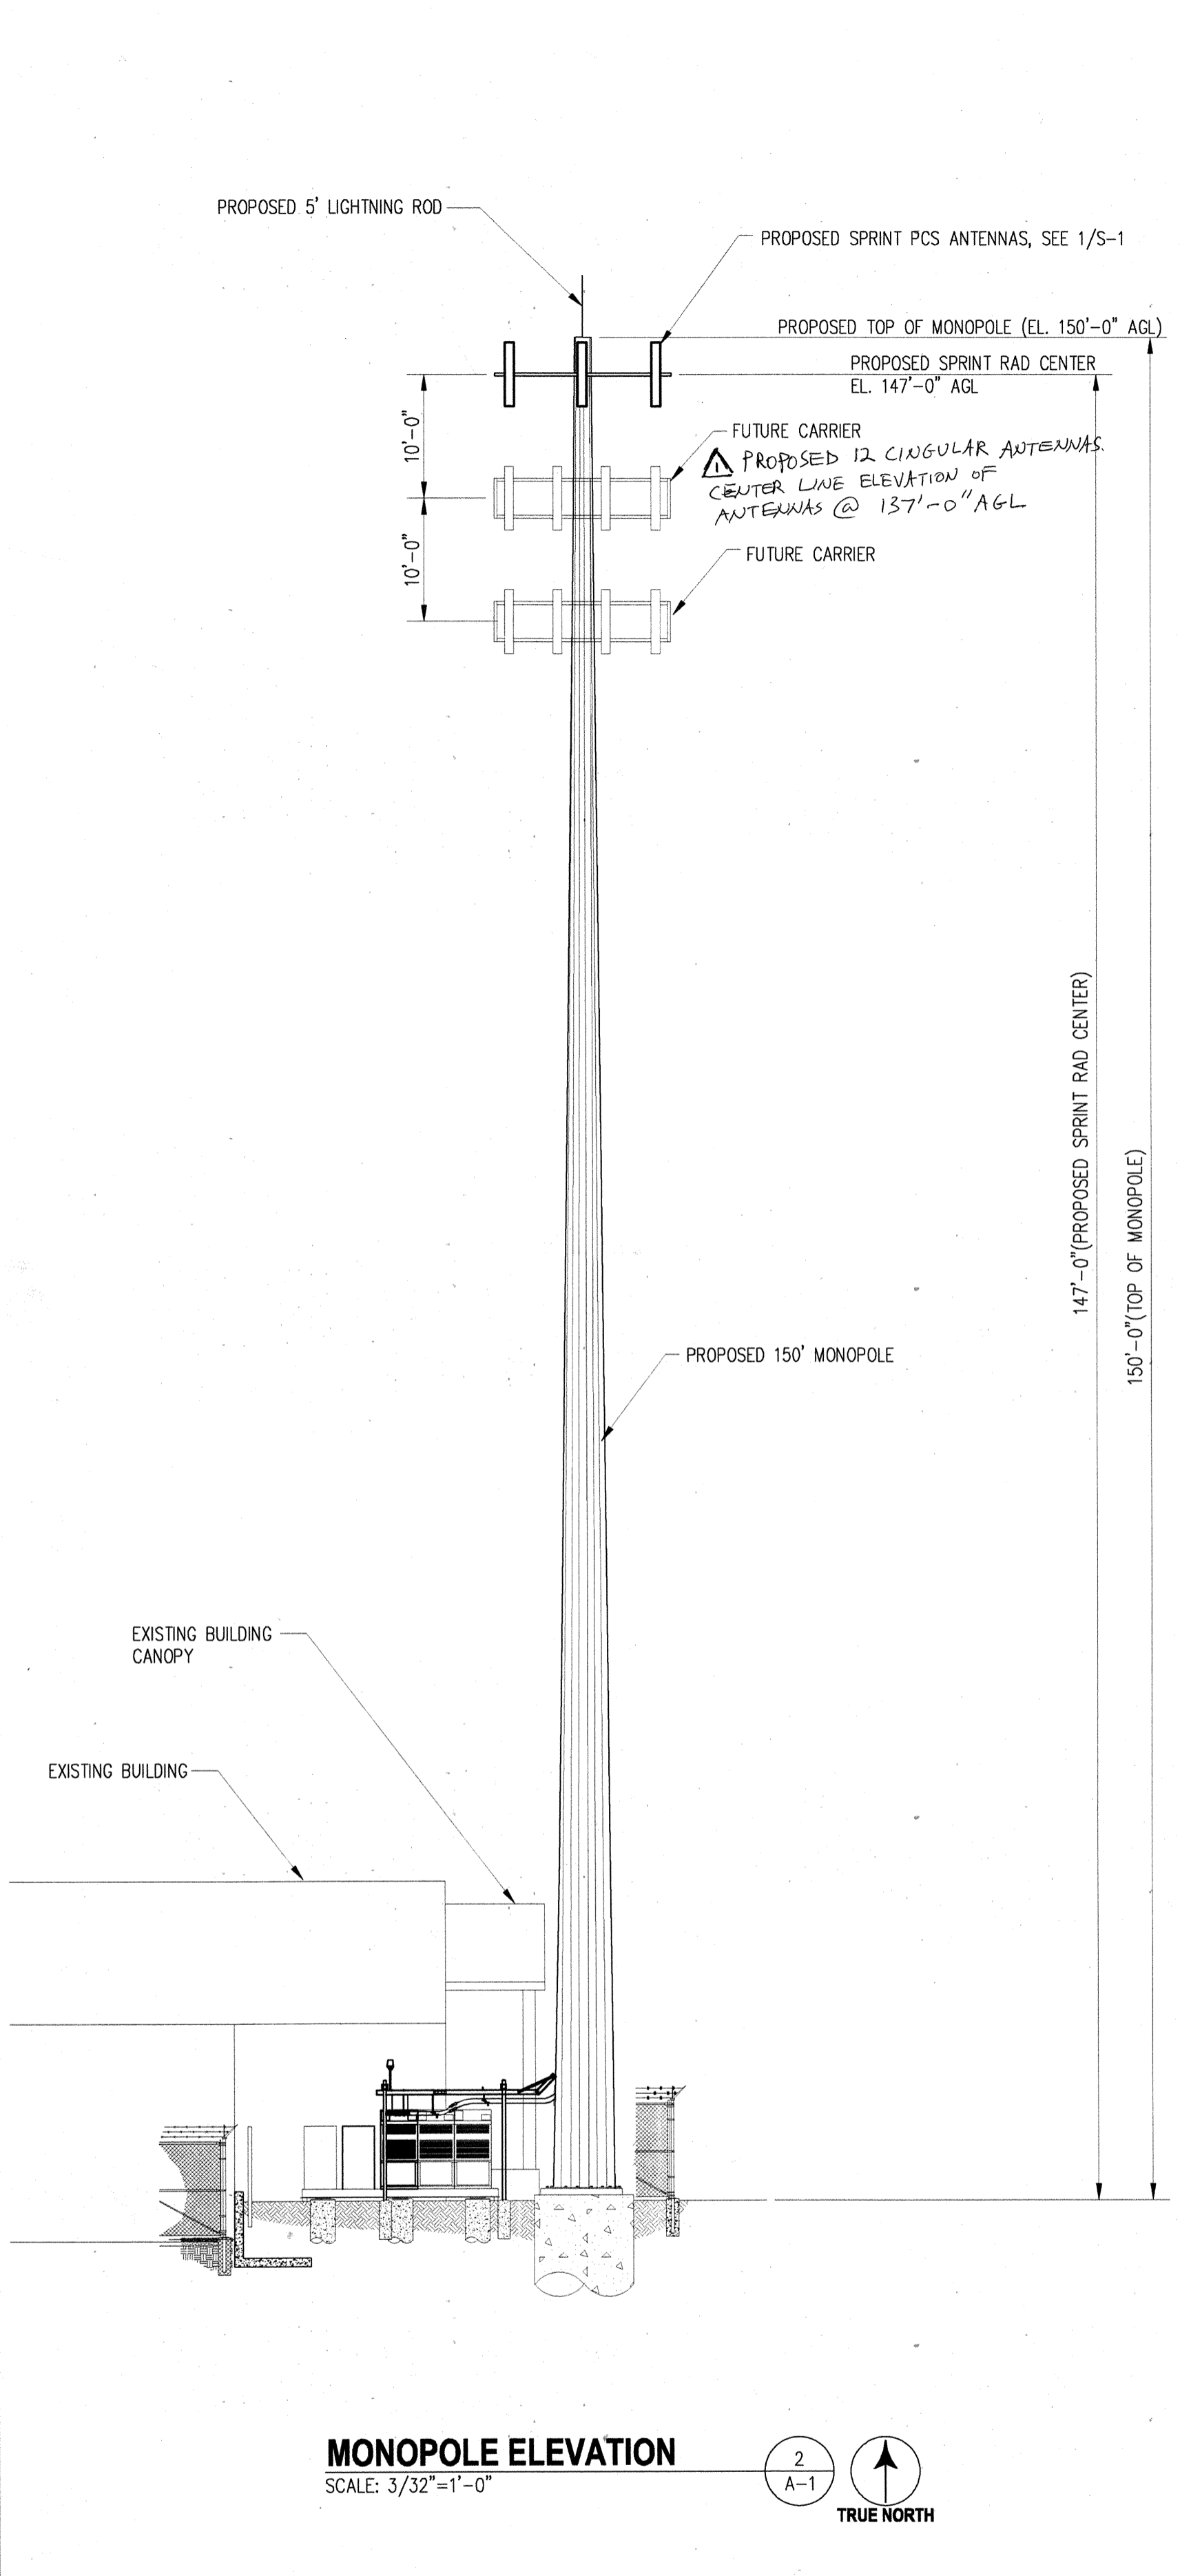 PROPOSED 5' LIGHTNING ROD
PROPOSED SPRINT PCS ANTENNAS, SEE 1/S-1
PROPOSED TOP OF MONOPOLE (EL. 150'-0" AGL)
PROPOSED SPRINT RAD CENTER
EL. 147'-0" AGL
10'-0"
FUTURE CARRIER
1 PROPOSED 12 CINGULAR ANTENNAS.
CENTER LINE ELEVATION OF
ANTENNAS @ 137'-0" AGL
10'-0"
FUTURE CARRIER
147'-0"(PROPOSED SPRINT RAD CENTER)
150'-0"(TOP OF MONOPOLE)
PROPOSED 150' MONOPOLE
EXISTING BUILDING
CANOPY
EXISTING BUILDING
MONOPOLE ELEVATION
SCALE: 3/32"=1'-0"
2
A-1
TRUE NORTH